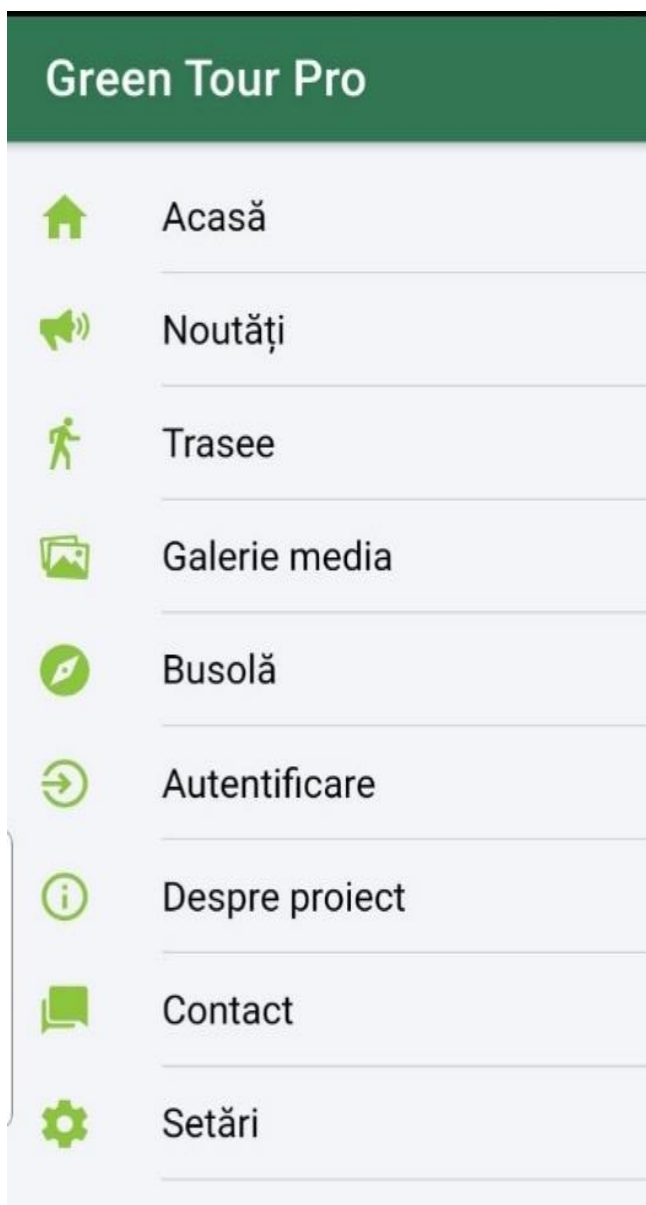 Green Tour Pro
Acasă
Noutăți
Trasee
Galerie media
Busolă
Autentificare
Despre proiect
Contact
Setări